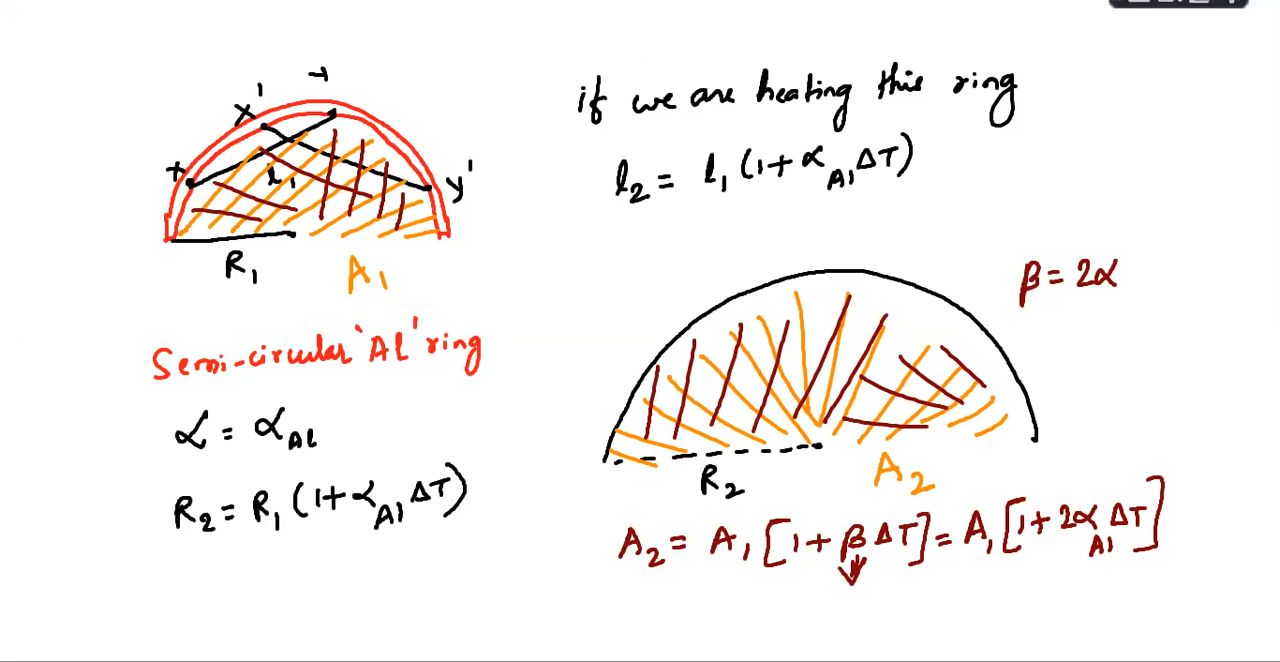 x
x'
Y
l₁
y'
R₁
A₁
Semi-circular 'Al' ring
α = α_Al
R₂ = R₁ (1 + α_Al ΔT)
if we are heating this ring
l₂ = l₁ (1 + α_Al ΔT)
β = 2α
R₂
A₂
A₂ = A₁ [1 + β ΔT] = A₁ [1 + 2α_Al ΔT]